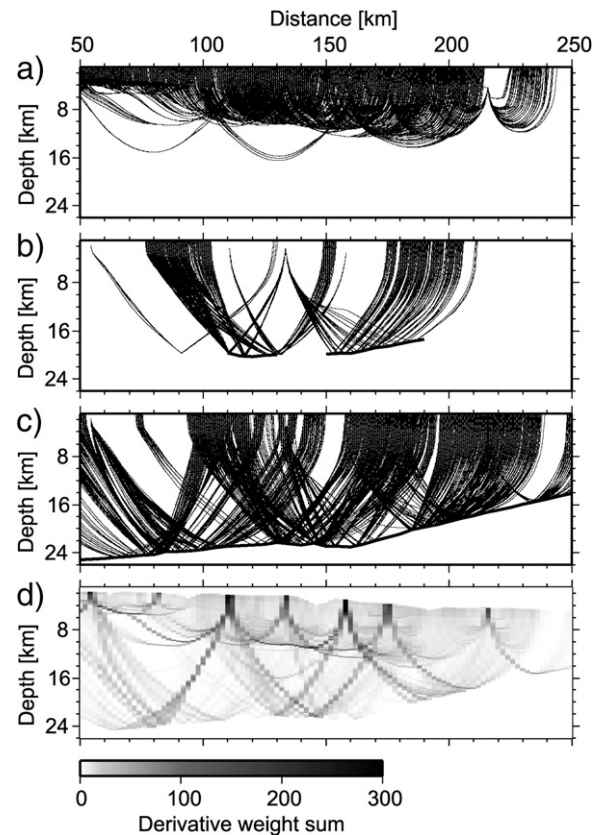 Distance [km]
50 100 150 200 250
a)
Depth [km]
8
16
24
b)
Depth [km]
8
16
24
c)
Depth [km]
8
16
24
d)
Depth [km]
8
16
24
0 100 200 300
Derivative weight sum